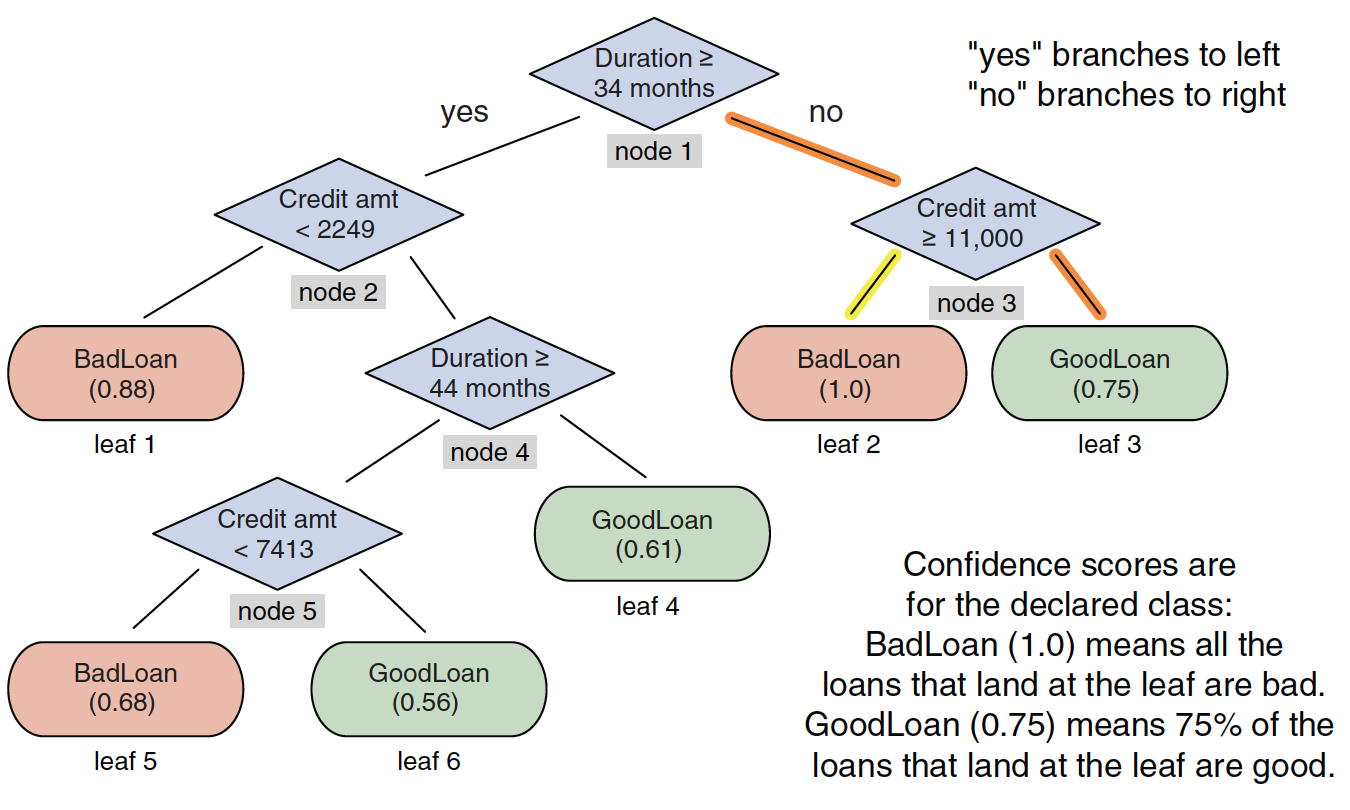 Duration ≥
34 months
node 1
yes
no
"yes" branches to left
"no" branches to right
Credit amt
< 2249
node 2
Credit amt
≥ 11,000
node 3
BadLoan
(0.88)
leaf 1
Duration ≥
44 months
node 4
BadLoan
(1.0)
leaf 2
GoodLoan
(0.75)
leaf 3
Credit amt
< 7413
node 5
GoodLoan
(0.61)
leaf 4
BadLoan
(0.68)
leaf 5
GoodLoan
(0.56)
leaf 6
Confidence scores are
for the declared class:
BadLoan (1.0) means all the
loans that land at the leaf are bad.
GoodLoan (0.75) means 75% of the
loans that land at the leaf are good.